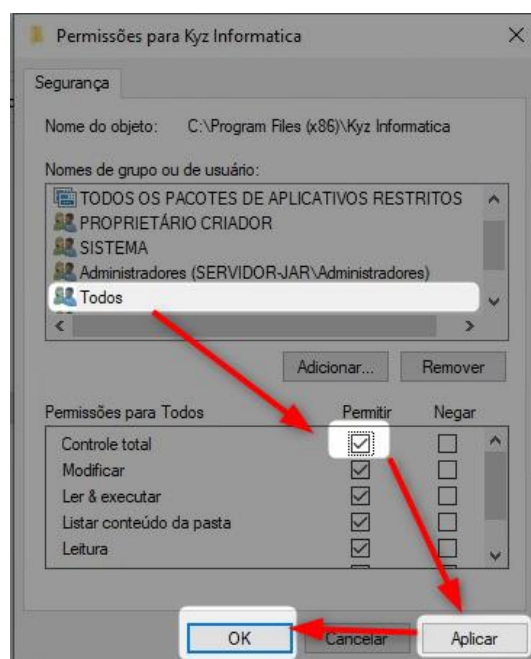 Permissões para Kyz Informatica
Segurança
Nome do objeto: C:\Program Files (x86)\Kyz Informatica
Nomes de grupo ou de usuário:
TODOS OS PACOTES DE APLICATIVOS RESTRITOS
PROPRIETÁRIO CRIADOR
SISTEMA
Administradores (SERVIDOR-JAR\Administradores)
Todos
Adicionar... Remover
Permissões para Todos Permitir Negar
Controle total
Modificar
Ler & executar
Listar conteúdo da pasta
Leitura
OK Cancelar Aplicar